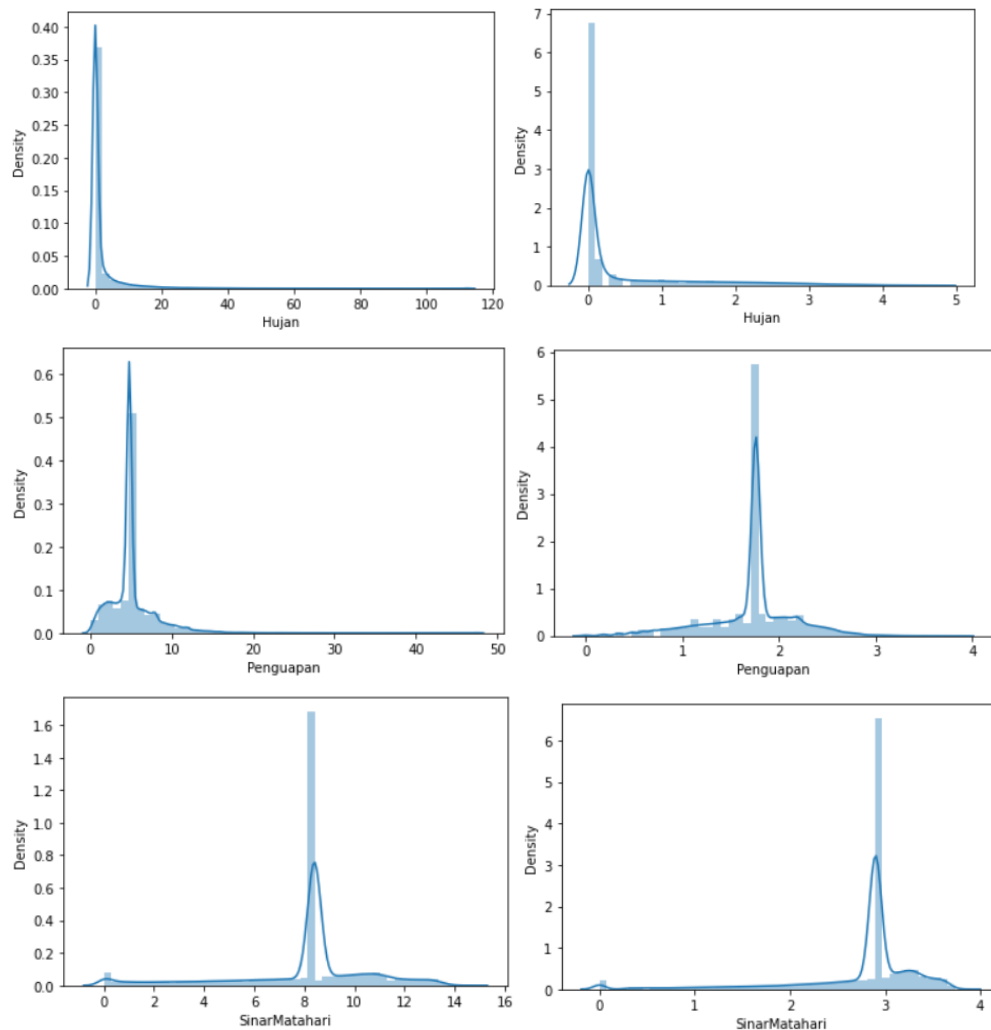 0.40
0.35
0.30
0.25
0.20
0.15
0.10
0.05
0.00
Density
0 20 40 60 80 100 120
Hujan
7
6
5
4
3
2
1
0
Density
0 1 2 3 4 5
Hujan
0.6
0.5
0.4
0.3
0.2
0.1
0.0
Density
0 10 20 30 40 50
Penguapan
6
5
4
3
2
1
0
Density
0 1 2 3 4
Penguapan
1.6
1.4
1.2
1.0
0.8
0.6
0.4
0.2
0.0
Density
0 2 4 6 8 10 12 14 16
SinarMatahari
6
5
4
3
2
1
0
Density
0 1 2 3 4
SinarMatahari